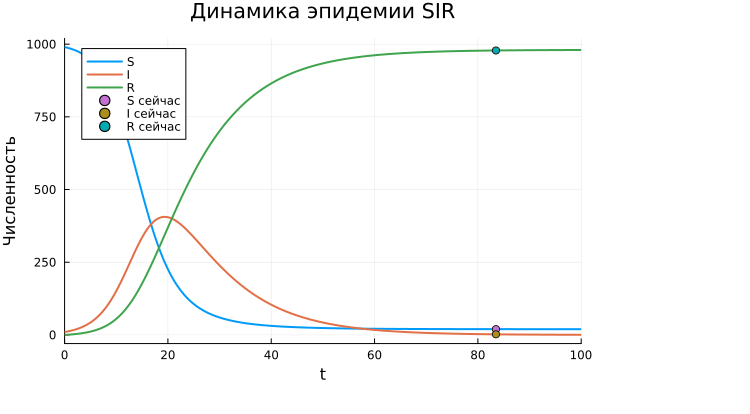 Динамика эпидемии SIR
1000
750
500
250
0
Численность
S
I
R
S сейчас
I сейчас
R сейчас
0 20 40 60 80 100
t